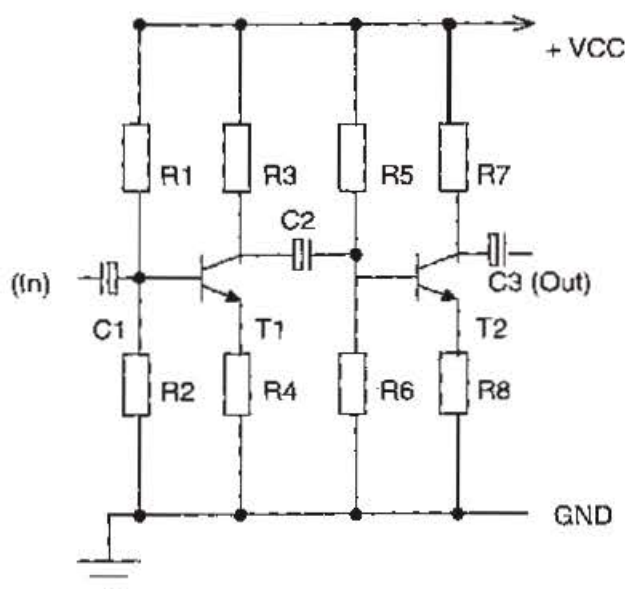 + VCC
R1
R3
R5
R7
C2
(In)
C3 (Out)
C1
T1
T2
R2
R4
R6
R8
GND